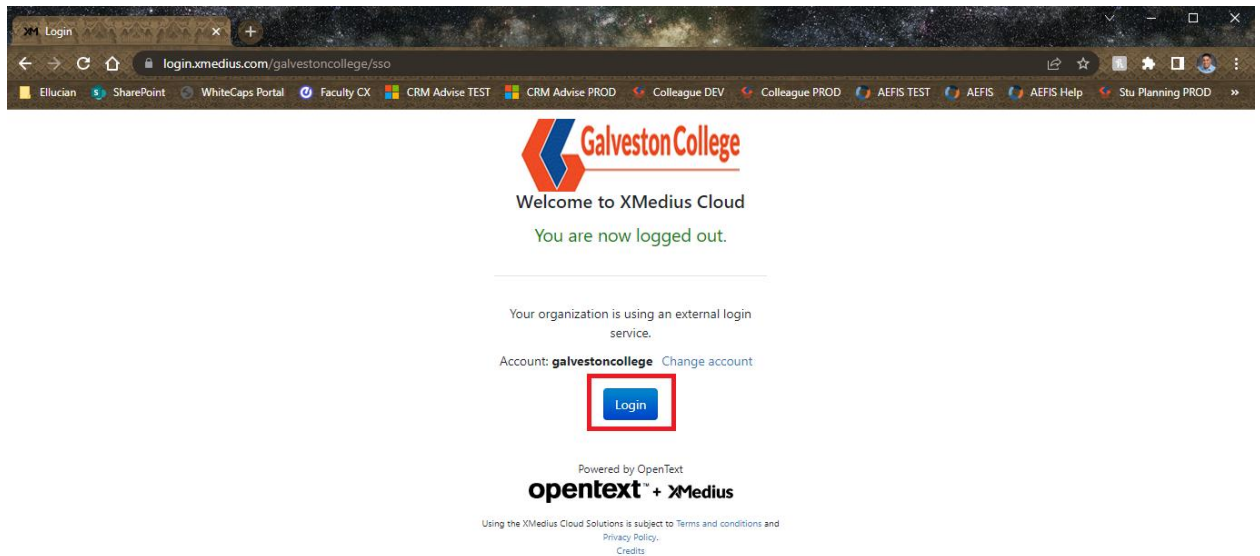 XM Login
login.xmedius.com/galvestoncollege/sso
Ellucian SharePoint WhiteCaps Portal Faculty CX CRM Advise TEST CRM Advise PROD Colleague DEV Colleague PROD AEFIS TEST AEFIS AEFIS Help Stu Planning PROD »
Galveston College
Welcome to XMedius Cloud
You are now logged out.
Your organization is using an external login
service.
Account: galvestoncollege Change account
Login
Powered by OpenText
opentext™ + XMedius
Using the XMedius Cloud Solutions is subject to Terms and conditions and
Privacy Policy.
Credits